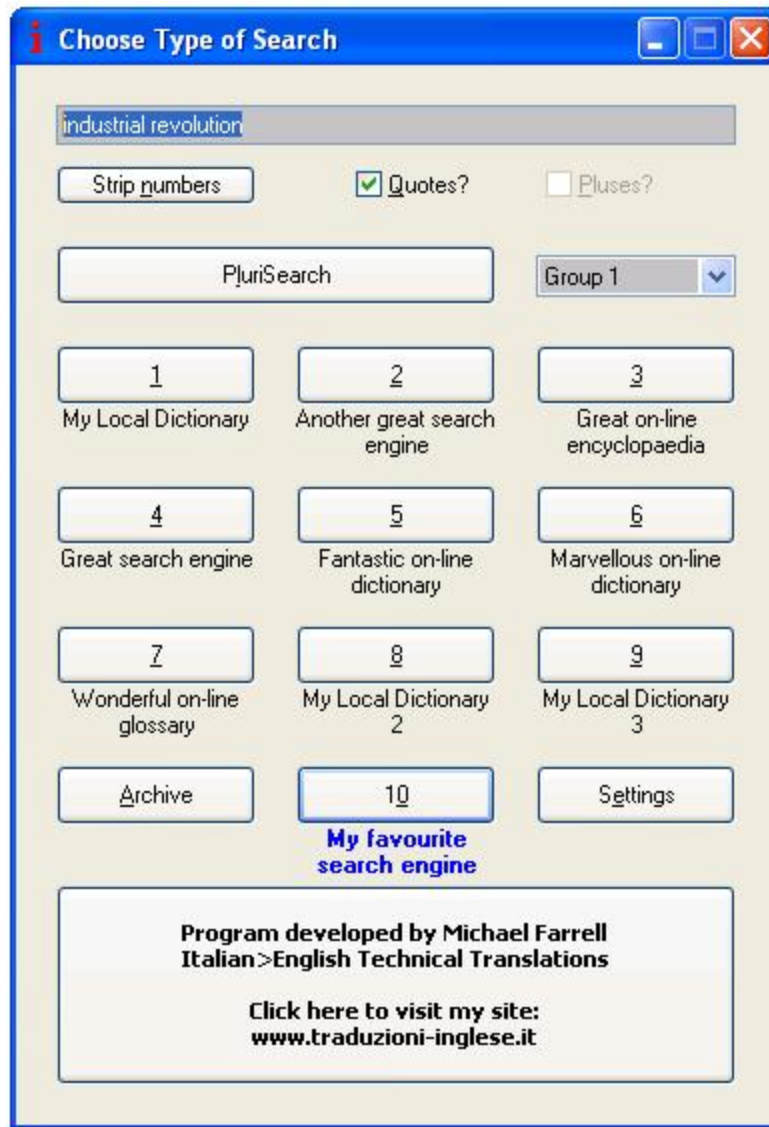 Choose Type of Search
industrial revolution
Strip numbers
Quotes?
Pluses?
PluriSearch
Group 1
1
2
3
My Local Dictionary
Another great search
engine
Great on-line
encyclopaedia
4
5
6
Great search engine
Fantastic on-line
dictionary
Marvellous on-line
dictionary
7
8
9
Wonderful on-line
glossary
My Local Dictionary
2
My Local Dictionary
3
Archive
10
Settings
My favourite
search engine
Program developed by Michael Farrell
Italian>English Technical Translations
Click here to visit my site:
www.traduzioni-inglese.it